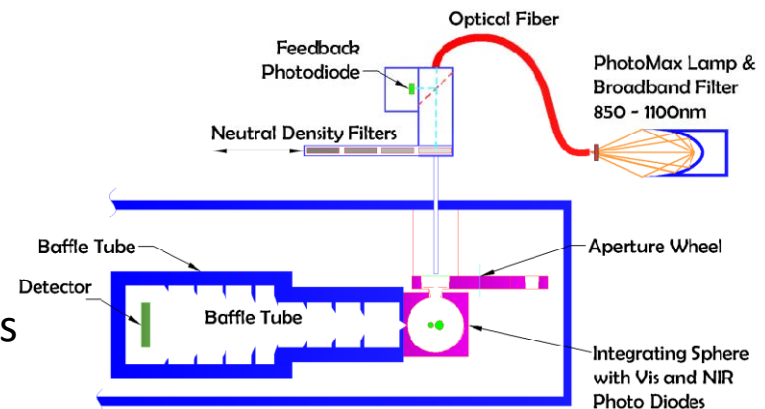 Optical Fiber
Feedback
Photodiode
PhotoMax Lamp &
Broadband Filter
850 - 1100nm
Neutral Density Filters
Baffle Tube
Aperture Wheel
Detector
Baffle Tube
s
Integrating Sphere
with Vis and NIR
Photo Diodes